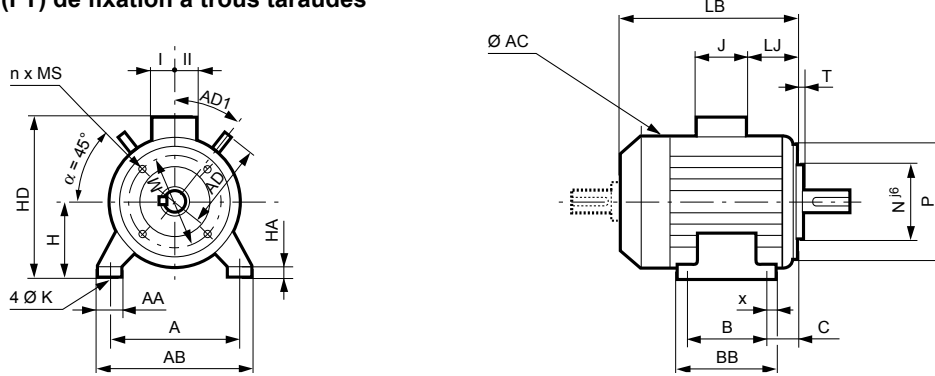 (FT) de fixation à trous taraudés
LB
I
II
J
LJ
Ø AC
n x MS
AD1
T
α = 45°
HD
M
AD
H
HA
N j6
P
4 Ø K
AA
x
A
B
C
AB
BB